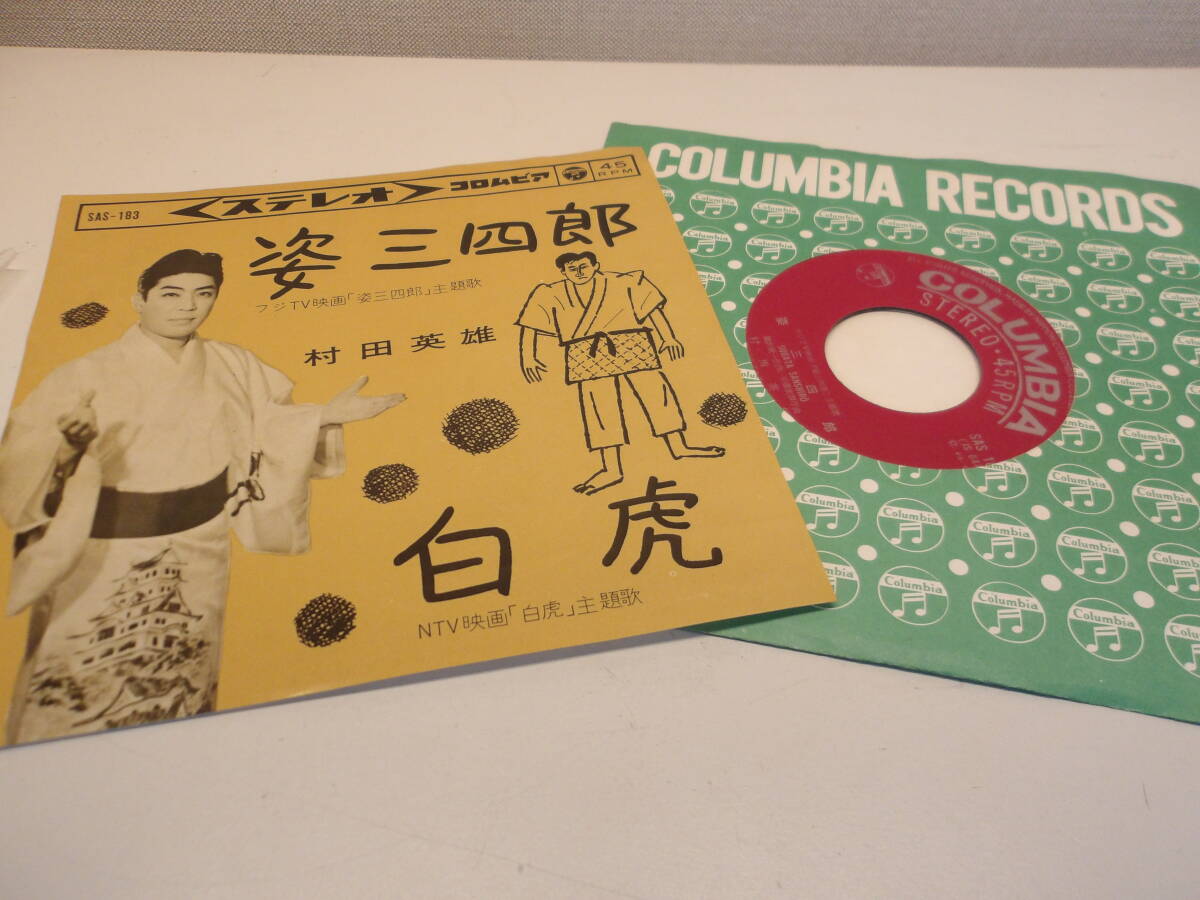 SAS-183
<ステレオ>
コロムビア
45
RPM
姿 三四郎
フジTV映画「姿三四郎」主題歌
村田英雄
白虎
NTV映画「白虎」主題歌
COLUMBIA RECORDS
COLUMBIA
STEREO・45RPM
SUGATA SANSHIRO
Columbia